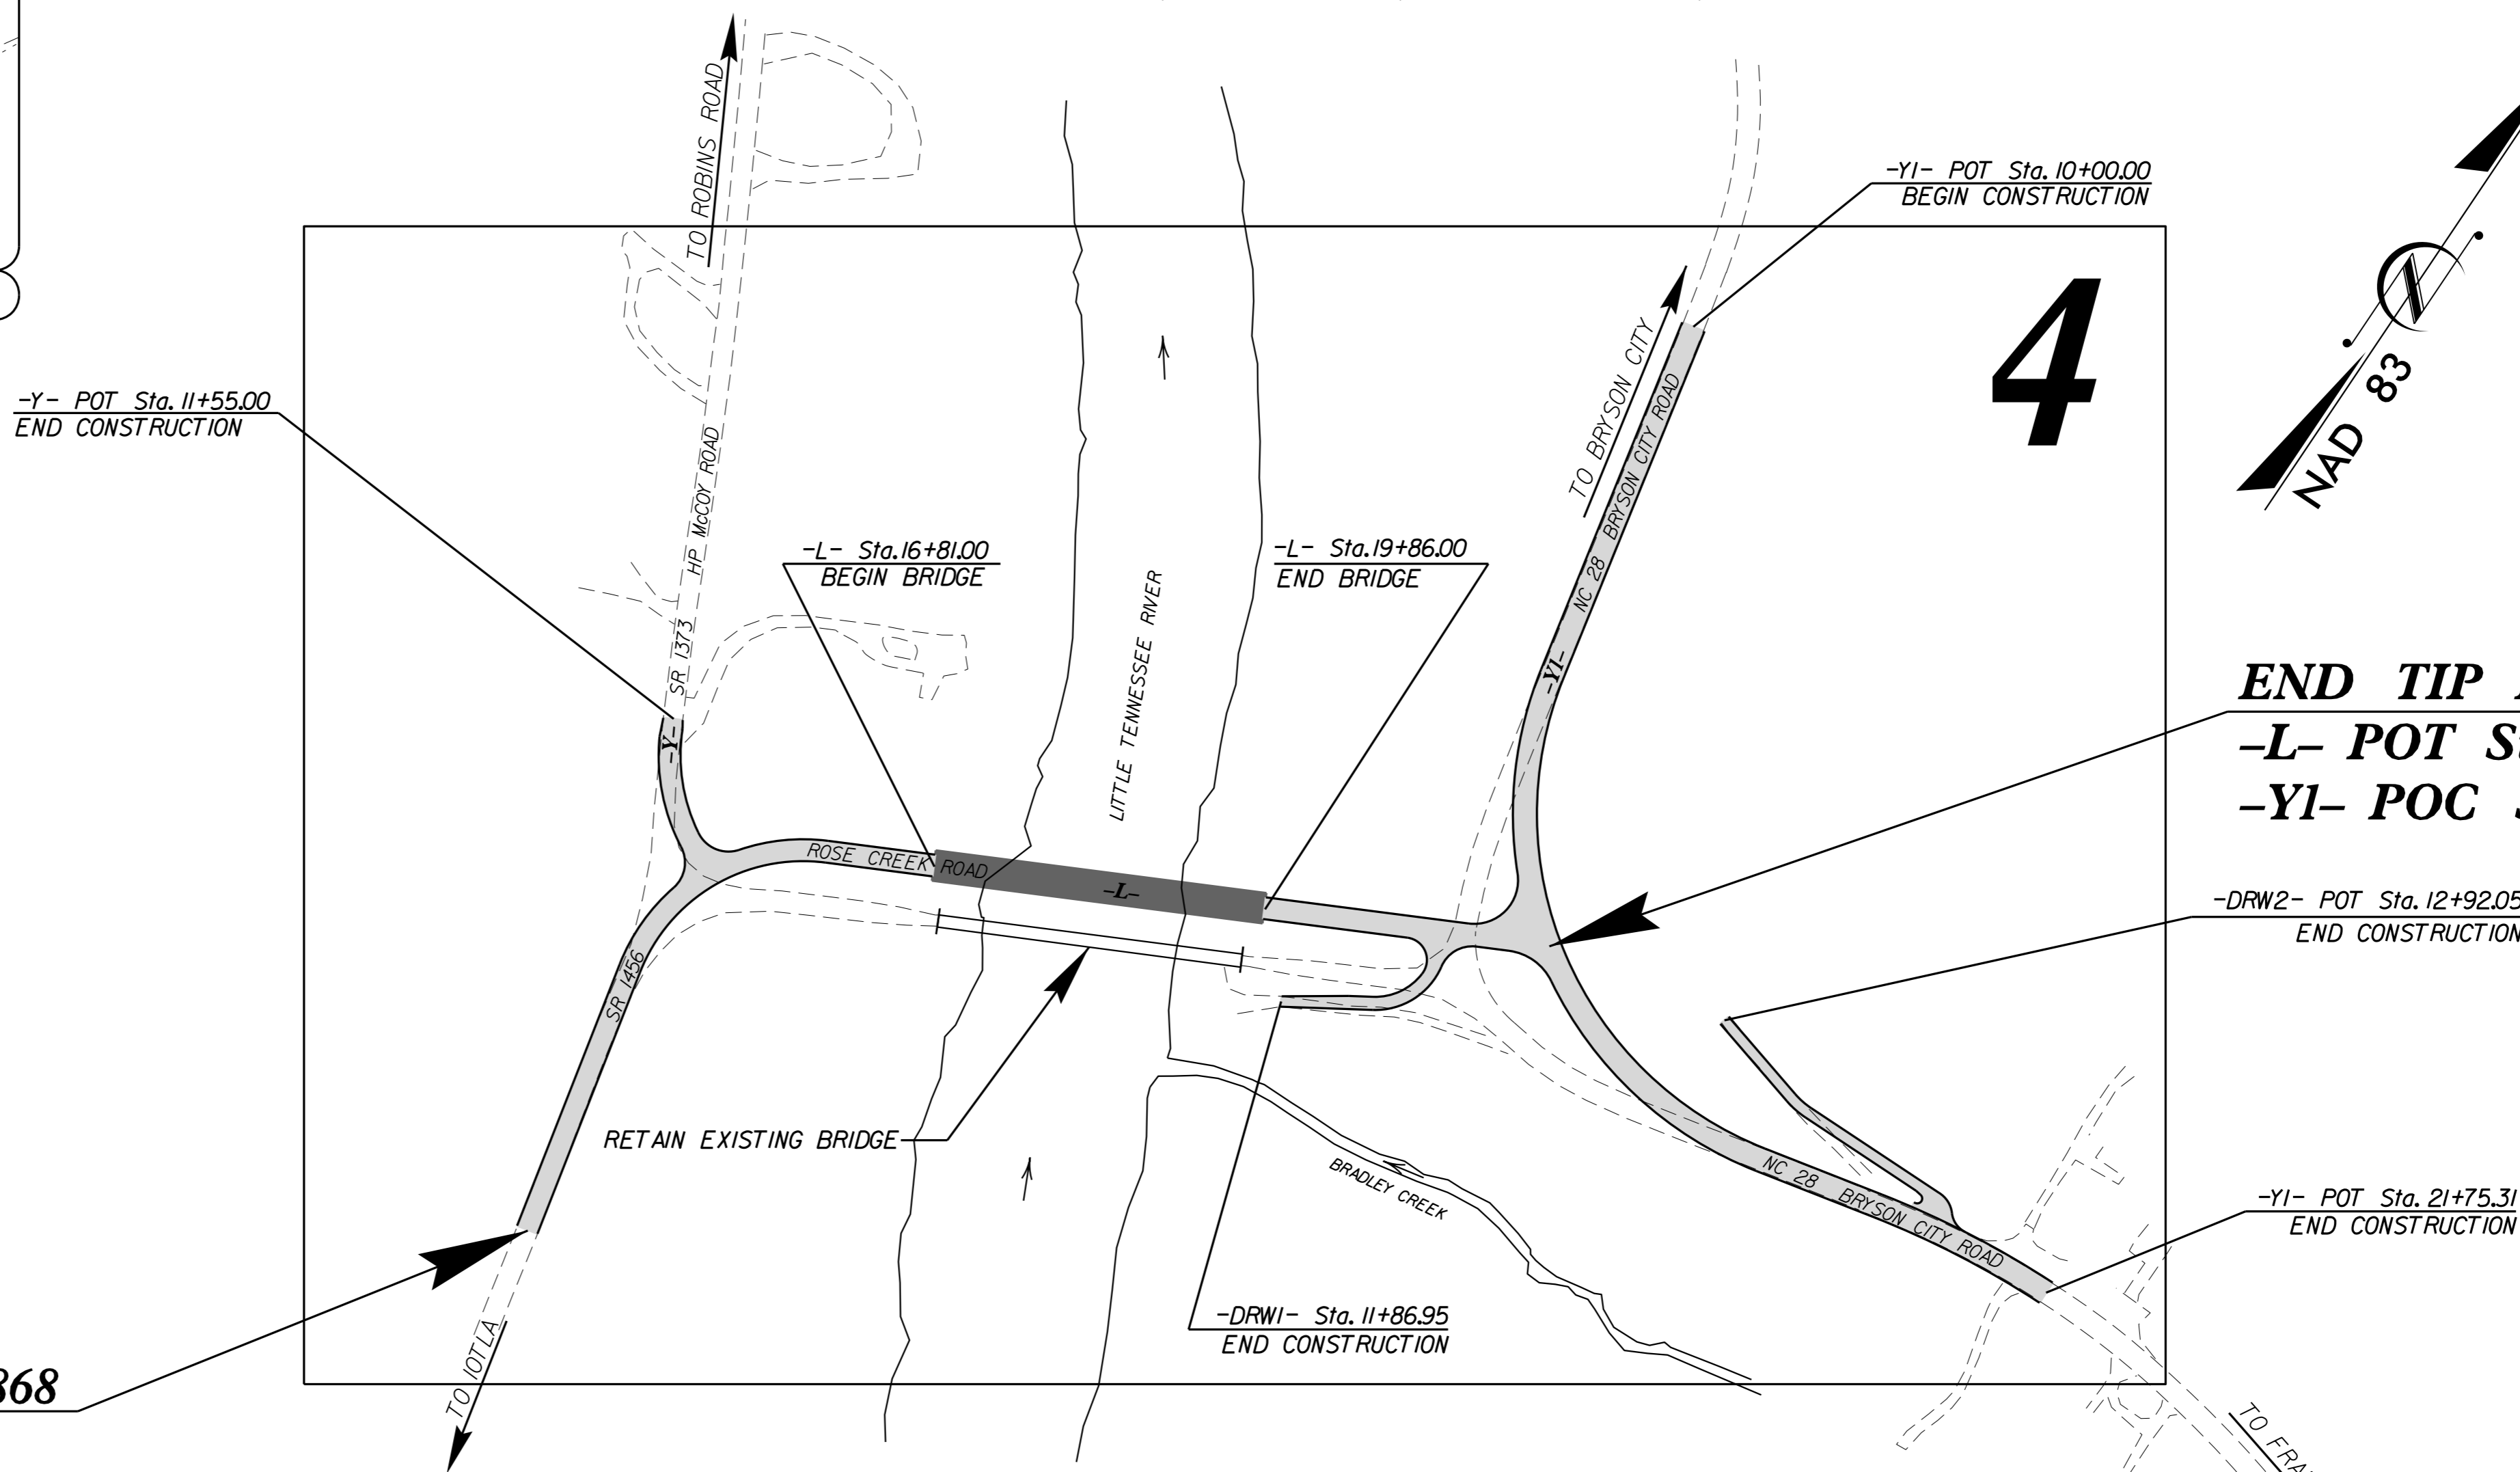 TO ROBINS ROAD
-Y1- POT Sta. 10+00.00
BEGIN CONSTRUCTION
4
NAD 83
TO BRYSON CITY
NC 28 BRYSON CITY ROAD
-Y- POT Sta. 11+55.00
END CONSTRUCTION
SR 1373 HP McCOY ROAD
-L- Sta.16+81.00
BEGIN BRIDGE
-L- Sta.19+86.00
END BRIDGE
LITTLE TENNESSEE RIVER
-Y1-
-Y-
END TIP
-L- POT
-Y1- POC
ROSE CREEK ROAD
-L-
-DRW2- POT Sta. 12+92.05
END CONSTRUCTION
SR 1456
RETAIN EXISTING BRIDGE
BRADLEY CREEK
NC 28 BRYSON CITY ROAD
-Y1- POT Sta. 21+75.31
END CONSTRUCTION
-DRW1- Sta. 11+86.95
END CONSTRUCTION
868
TO IOTLA
TO FRA